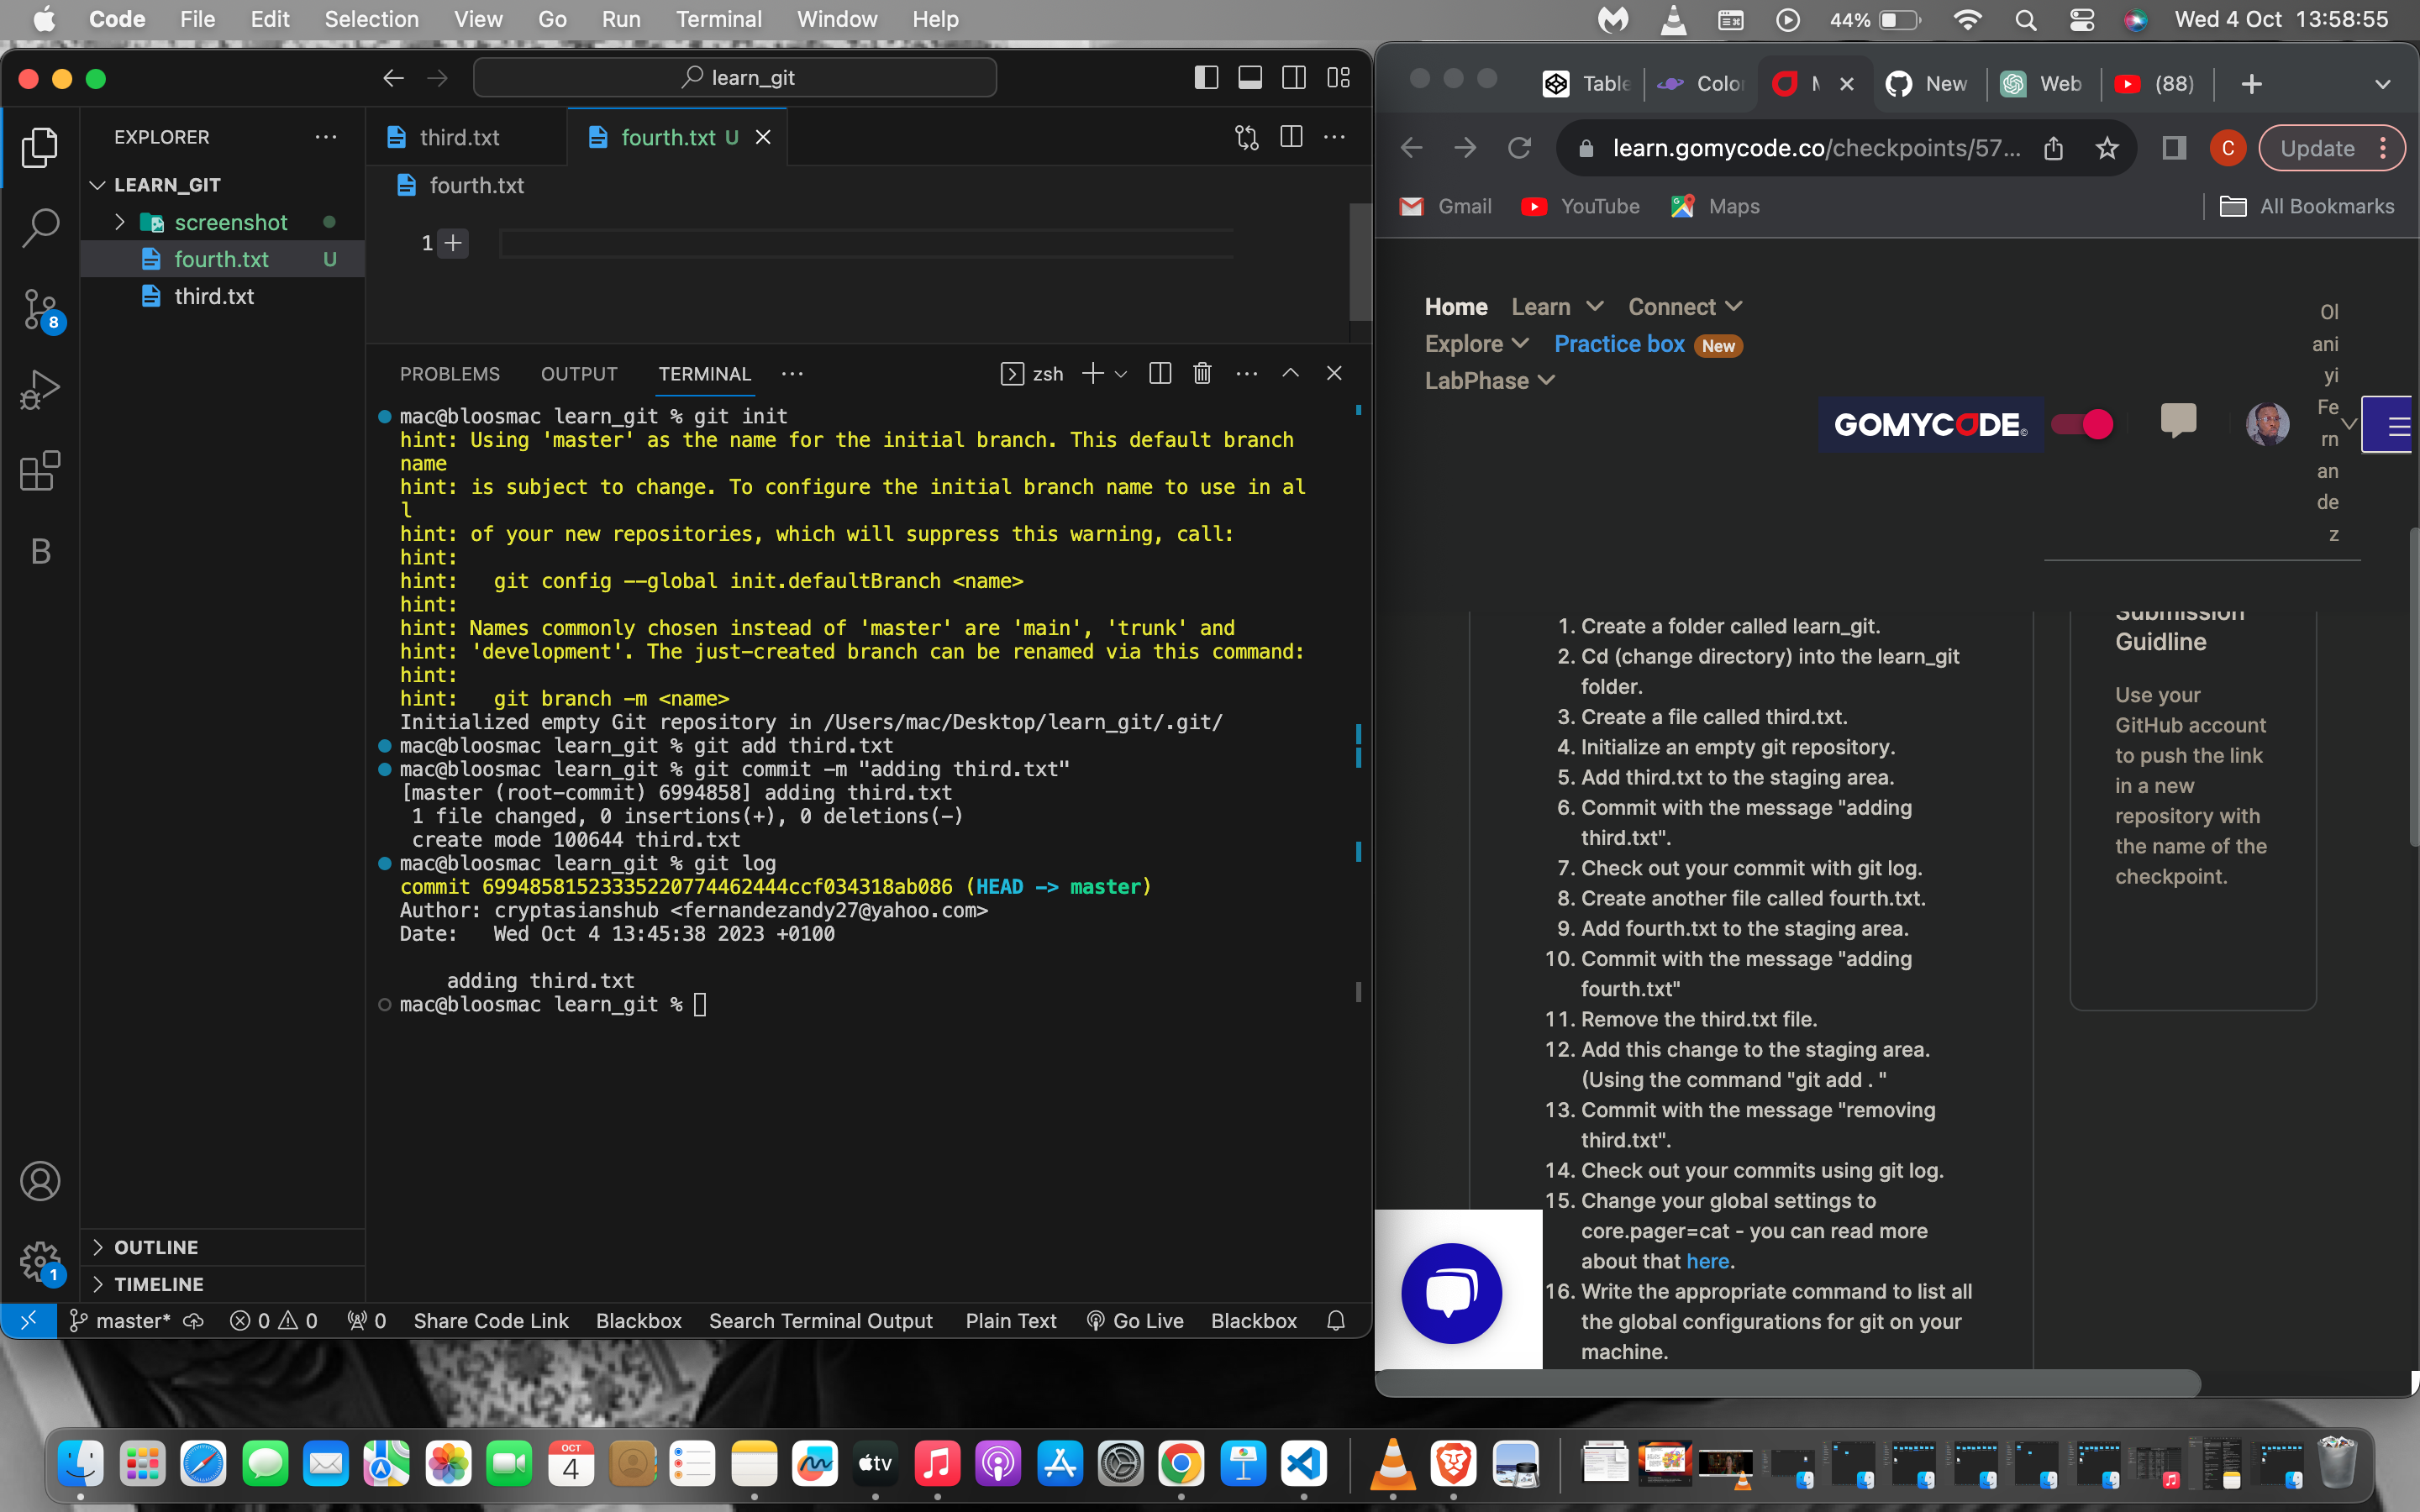 Code File Edit Selection View Go Run Terminal Window Help
44% Wed 4 Oct 13:58:55
learn_git
EXPLORER
LEARN_GIT
screenshot
fourth.txt U
third.txt
OUTLINE
TIMELINE
B
8
1
third.txt
fourth.txt U
fourth.txt
1
PROBLEMS OUTPUT TERMINAL
zsh
mac@bloosmac learn_git % git init
hint: Using 'master' as the name for the initial branch. This default branch
name
hint: is subject to change. To configure the initial branch name to use in al
l
hint: of your new repositories, which will suppress this warning, call:
hint:
hint:   git config --global init.defaultBranch <name>
hint:
hint: Names commonly chosen instead of 'master' are 'main', 'trunk' and
hint: 'development'. The just-created branch can be renamed via this command:
hint:
hint:   git branch -m <name>
Initialized empty Git repository in /Users/mac/Desktop/learn_git/.git/
mac@bloosmac learn_git % git add third.txt
mac@bloosmac learn_git % git commit -m "adding third.txt"
[master (root-commit) 6994858] adding third.txt
 1 file changed, 0 insertions(+), 0 deletions(-)
 create mode 100644 third.txt
mac@bloosmac learn_git % git log
commit 699485815233352207744​62444ccf034318ab086 (HEAD -> master)
Author: cryptasianshub <fernandezandy27@yahoo.com>
Date:   Wed Oct 4 13:45:38 2023 +0100
adding third.txt
mac@bloosmac learn_git %
master* 0 0 0 Share Code Link Blackbox Search Terminal Output Plain Text Go Live Blackbox
Table Color M New Web (88)
learn.gomycode.co/checkpoints/57...
C Update
Gmail YouTube Maps All Bookmarks
Home Learn Connect
Explore Practice box New
LabPhase
GOMYCODE
Ol
ani
yi
Fe
rn
an
de
z
1. Create a folder called learn_git.
2. Cd (change directory) into the learn_git
folder.
3. Create a file called third.txt.
4. Initialize an empty git repository.
5. Add third.txt to the staging area.
6. Commit with the message "adding
third.txt".
7. Check out your commit with git log.
8. Create another file called fourth.txt.
9. Add fourth.txt to the staging area.
10. Commit with the message "adding
fourth.txt"
11. Remove the third.txt file.
12. Add this change to the staging area.
(Using the command "git add . "
13. Commit with the message "removing
third.txt".
14. Check out your commits using git log.
15. Change your global settings to
core.pager=cat - you can read more
about that here.
16. Write the appropriate command to list all
the global configurations for git on your
machine.
Submission
Guidline
Use your
GitHub account
to push the link
in a new
repository with
the name of the
checkpoint.
OCT
4
tv